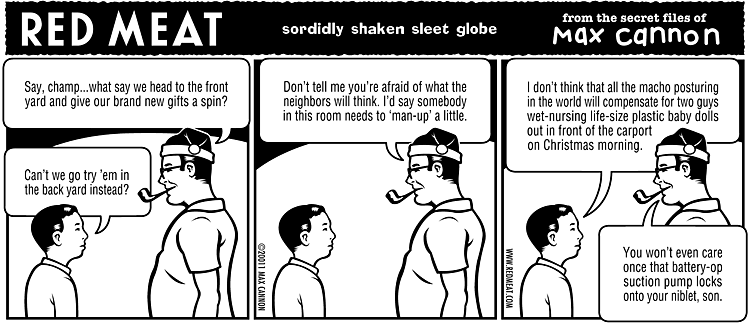 RED MEAT
sordidly shaken sleet globe
from the secret files of
Max cannon
Say, champ...what say we head to the front
yard and give our brand new gifts a spin?
Can't we go try 'em in
the back yard instead?
Don't tell me you're afraid of what the
neighbors will think. I'd say somebody
in this room needs to 'man-up' a little.
©2001 MAX CANNON
I don't think that all the macho posturing
in the world will compensate for two guys
wet-nursing life-size plastic baby dolls
out in front of the carport
on Christmas morning.
You won't even care
once that battery-op
suction pump locks
onto your niblet, son.
WWW.REDMEAT.COM